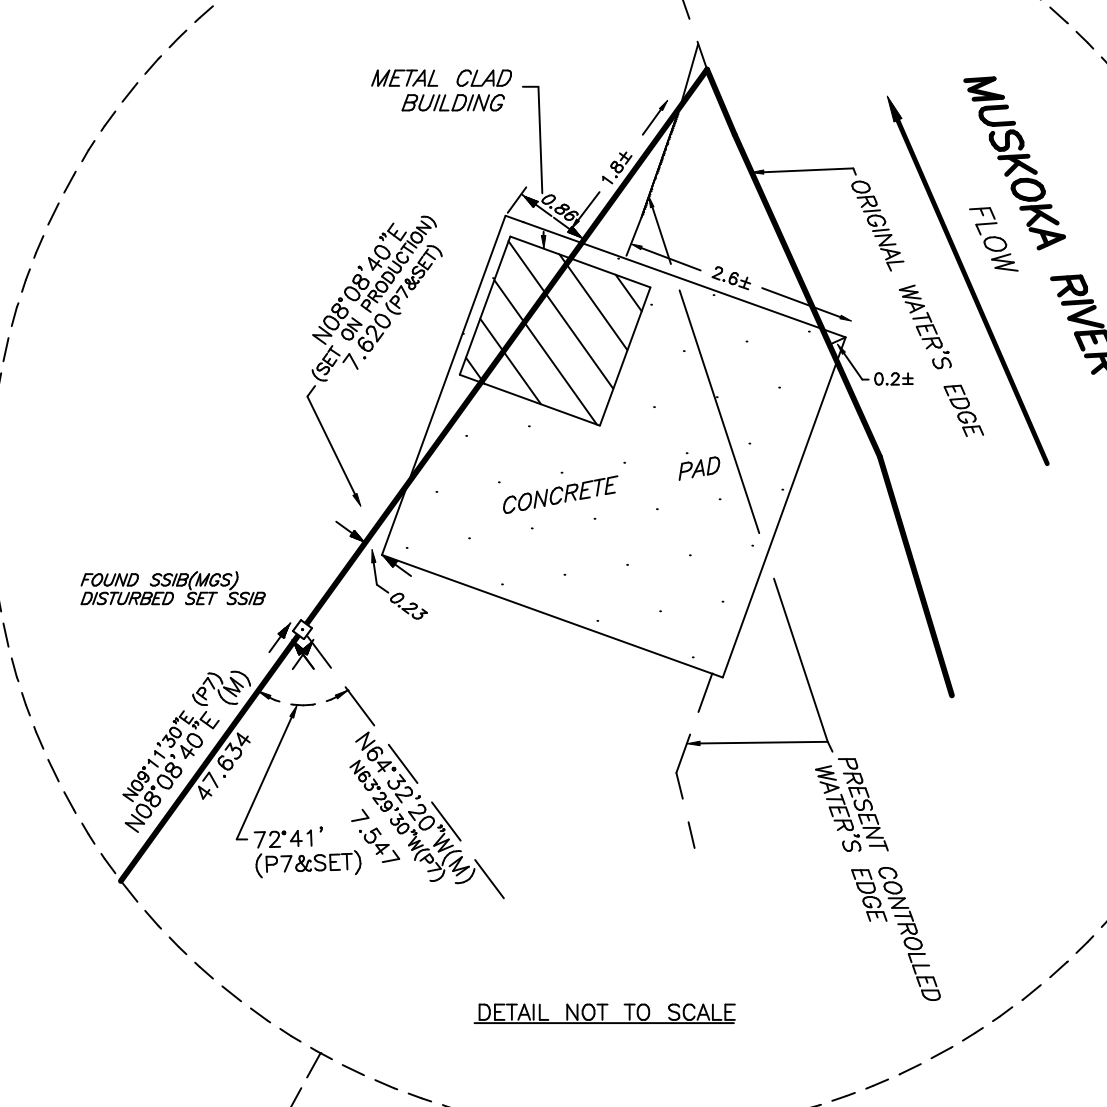 METAL CLAD
BUILDING
MUSKOKA RIVER
FLOW
1.8±
0.86
2.6±
0.2±
ORIGINAL WATER'S EDGE
N08°08'40"E
(SET ON PRODUCTION)
7.620 (P7&SET)
CONCRETE PAD
0.23
FOUND SSIB(MGS)
DISTURBED SET SSIB
N09°11'30"E (P7)
N08°08'40"E (M)
47.634
72°41'
(P7&SET)
N64°32'20"W(M)
N63°29'30"W(P7)
7.547
PRESENT CONTROLLED
WATER'S EDGE
DETAIL NOT TO SCALE